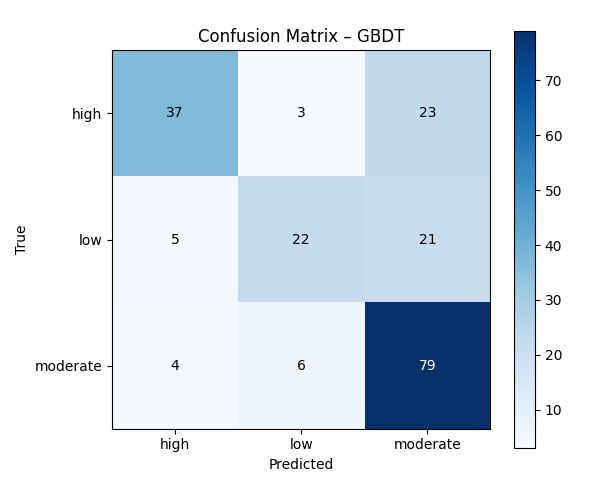 Confusion Matrix – GBDT
high 37 3 23
low 5 22 21
moderate 4 6 79
high low moderate
Predicted
True
70
60
50
40
30
20
10